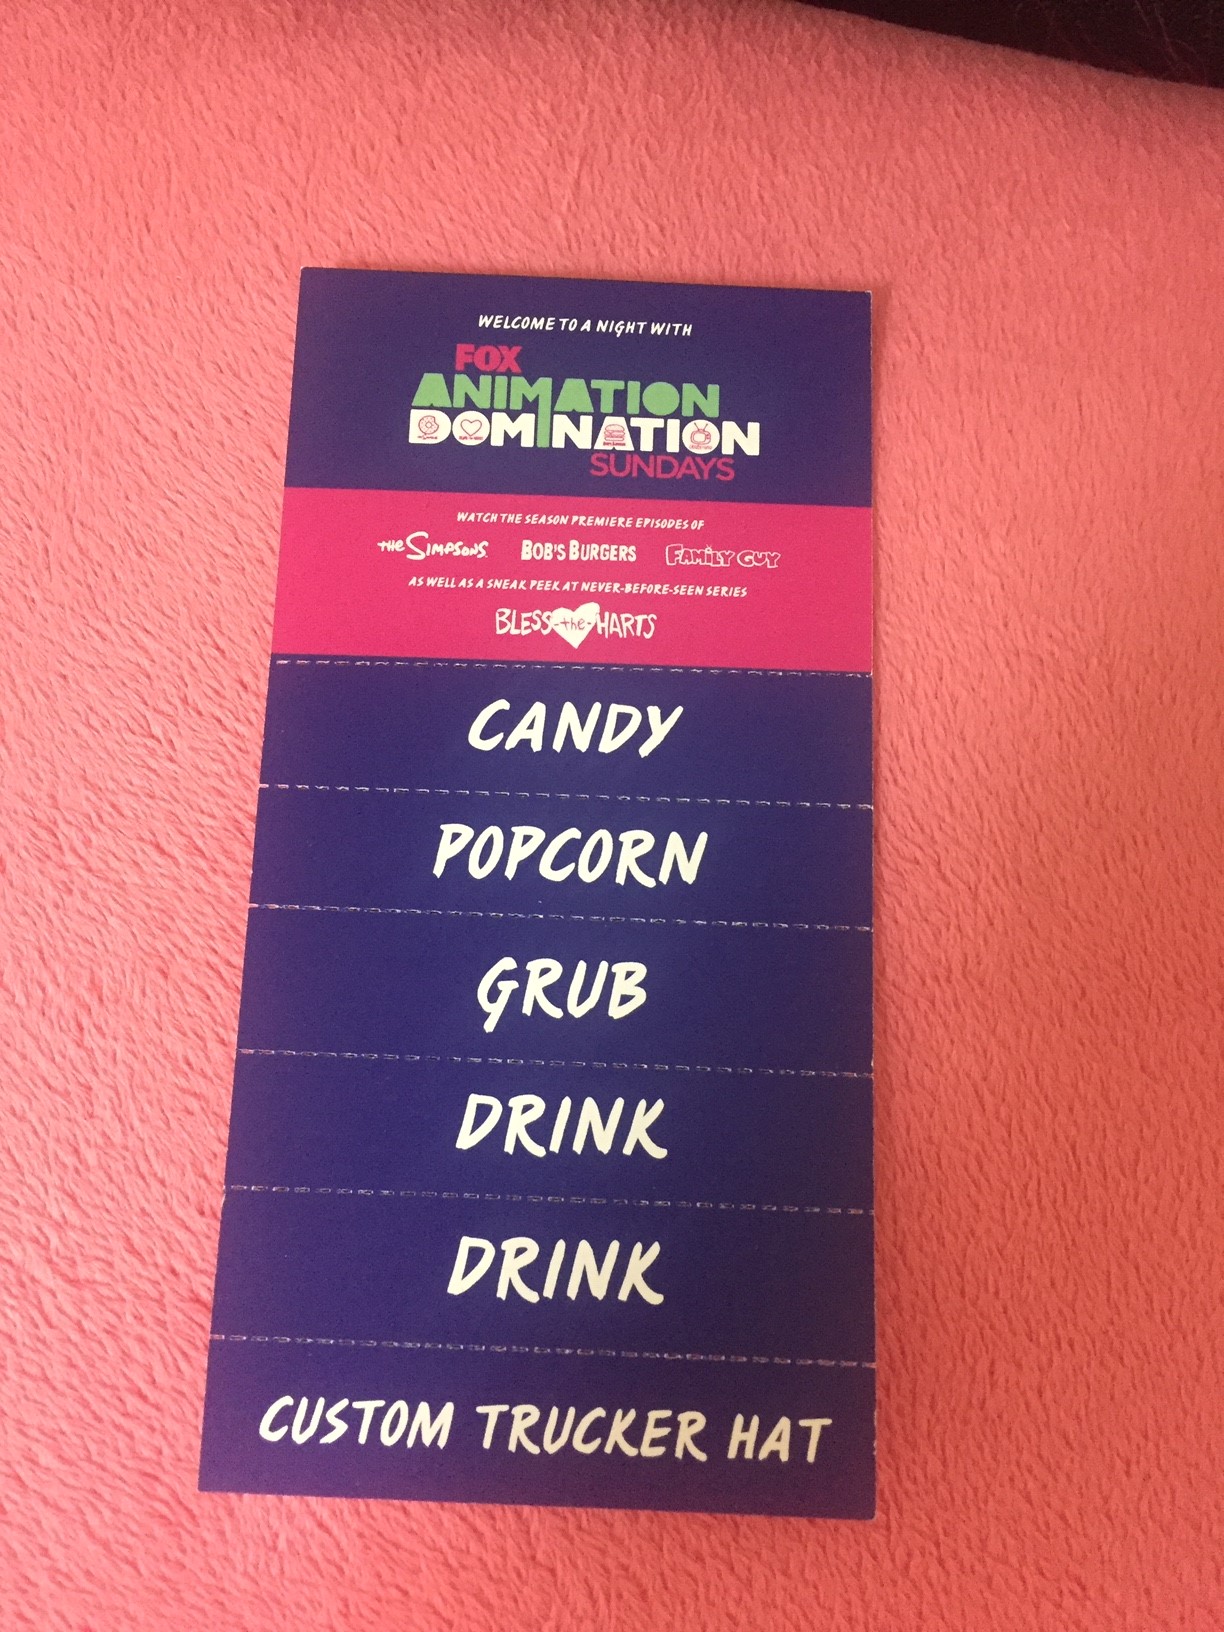 WELCOME TO A NIGHT WITH
FOX
ANIMATION
DOMINATION
SUNDAYS
WATCH THE SEASON PREMIERE EPISODES OF
THE SIMPSONS BOB'S BURGERS FAMILY GUY
AS WELL AS A SNEAK PEEK AT NEVER-BEFORE-SEEN SERIES
BLESS-the-HARTS
CANDY
POPCORN
GRUB
DRINK
DRINK
CUSTOM TRUCKER HAT